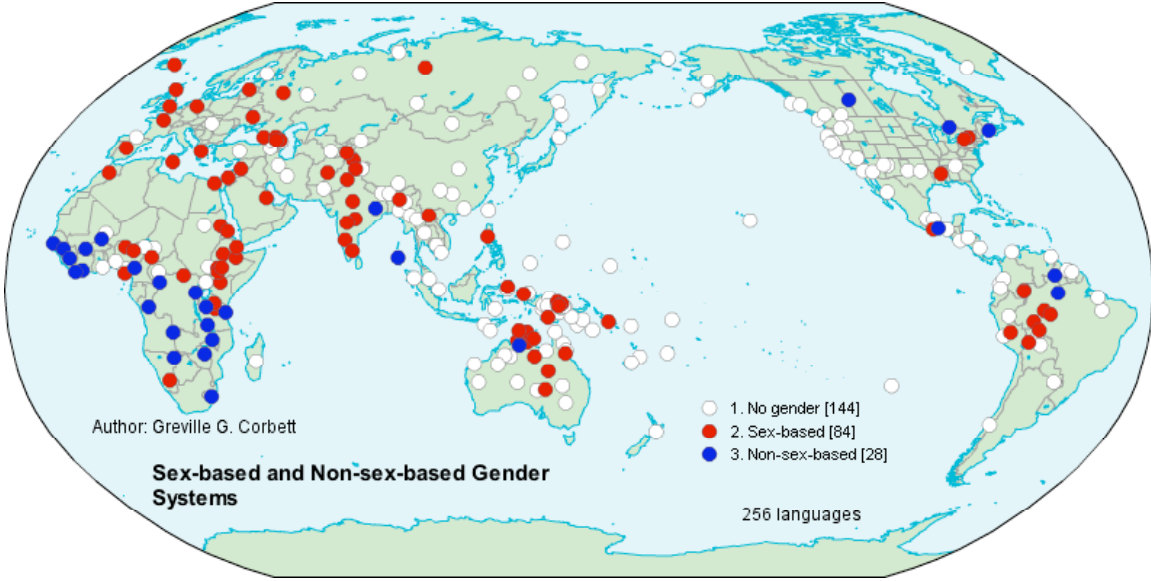 1. No gender [144]
2. Sex-based [84]
3. Non-sex-based [28]
Author: Greville G. Corbett
Sex-based and Non-sex-based Gender
Systems
256 languages